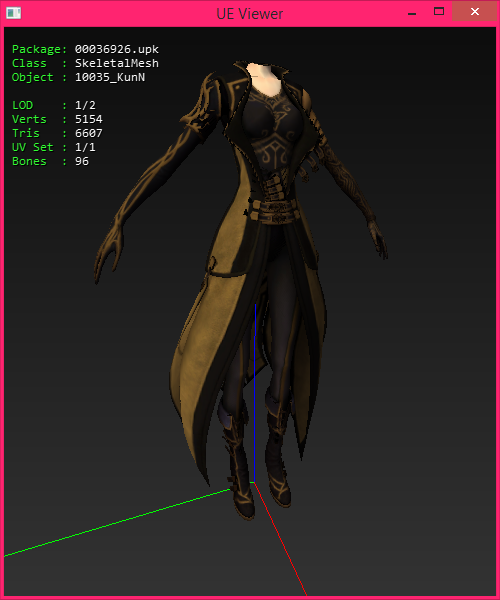 UE Viewer
Package: 00036926.upk
Class  : SkeletalMesh
Object : 10035_KunN
LOD    : 1/2
Verts  : 5154
Tris   : 6607
UV Set : 1/1
Bones  : 96